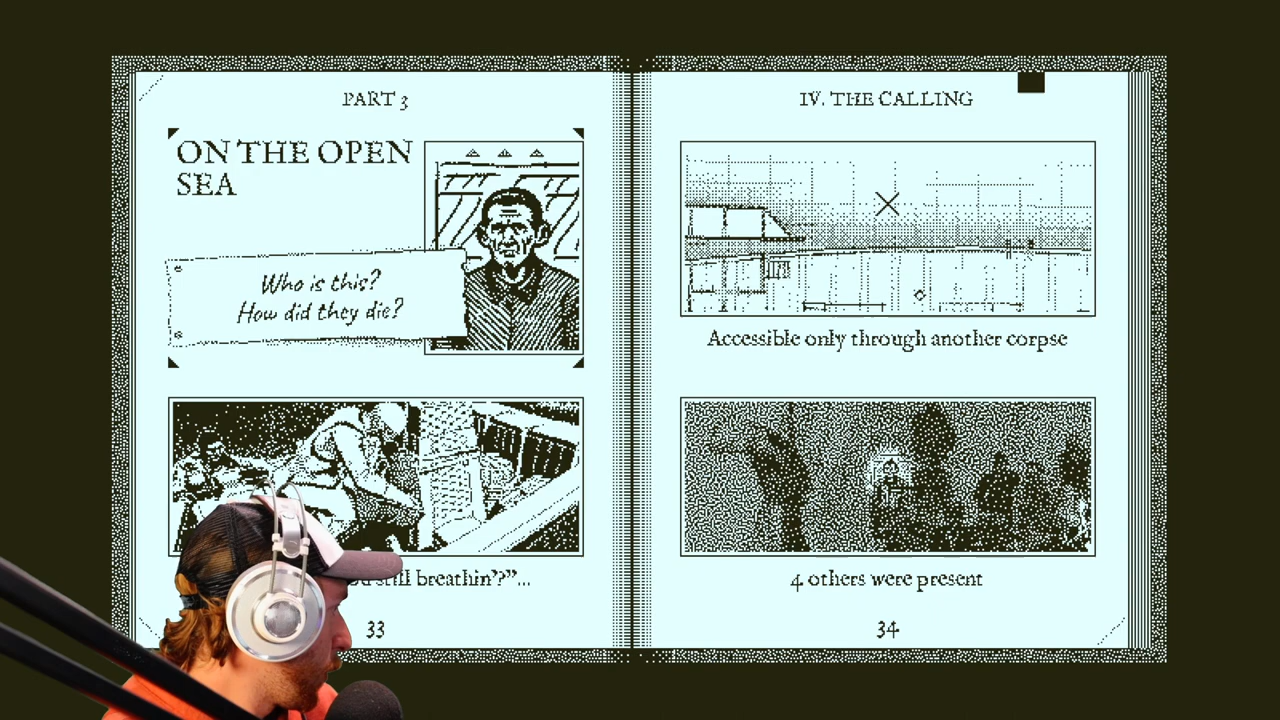 PART 3
ON THE OPEN
SEA
Who is this?
How did they die?
still breathin'?"...
33
IV. THE CALLING
Accessible only through another corpse
4 others were present
34